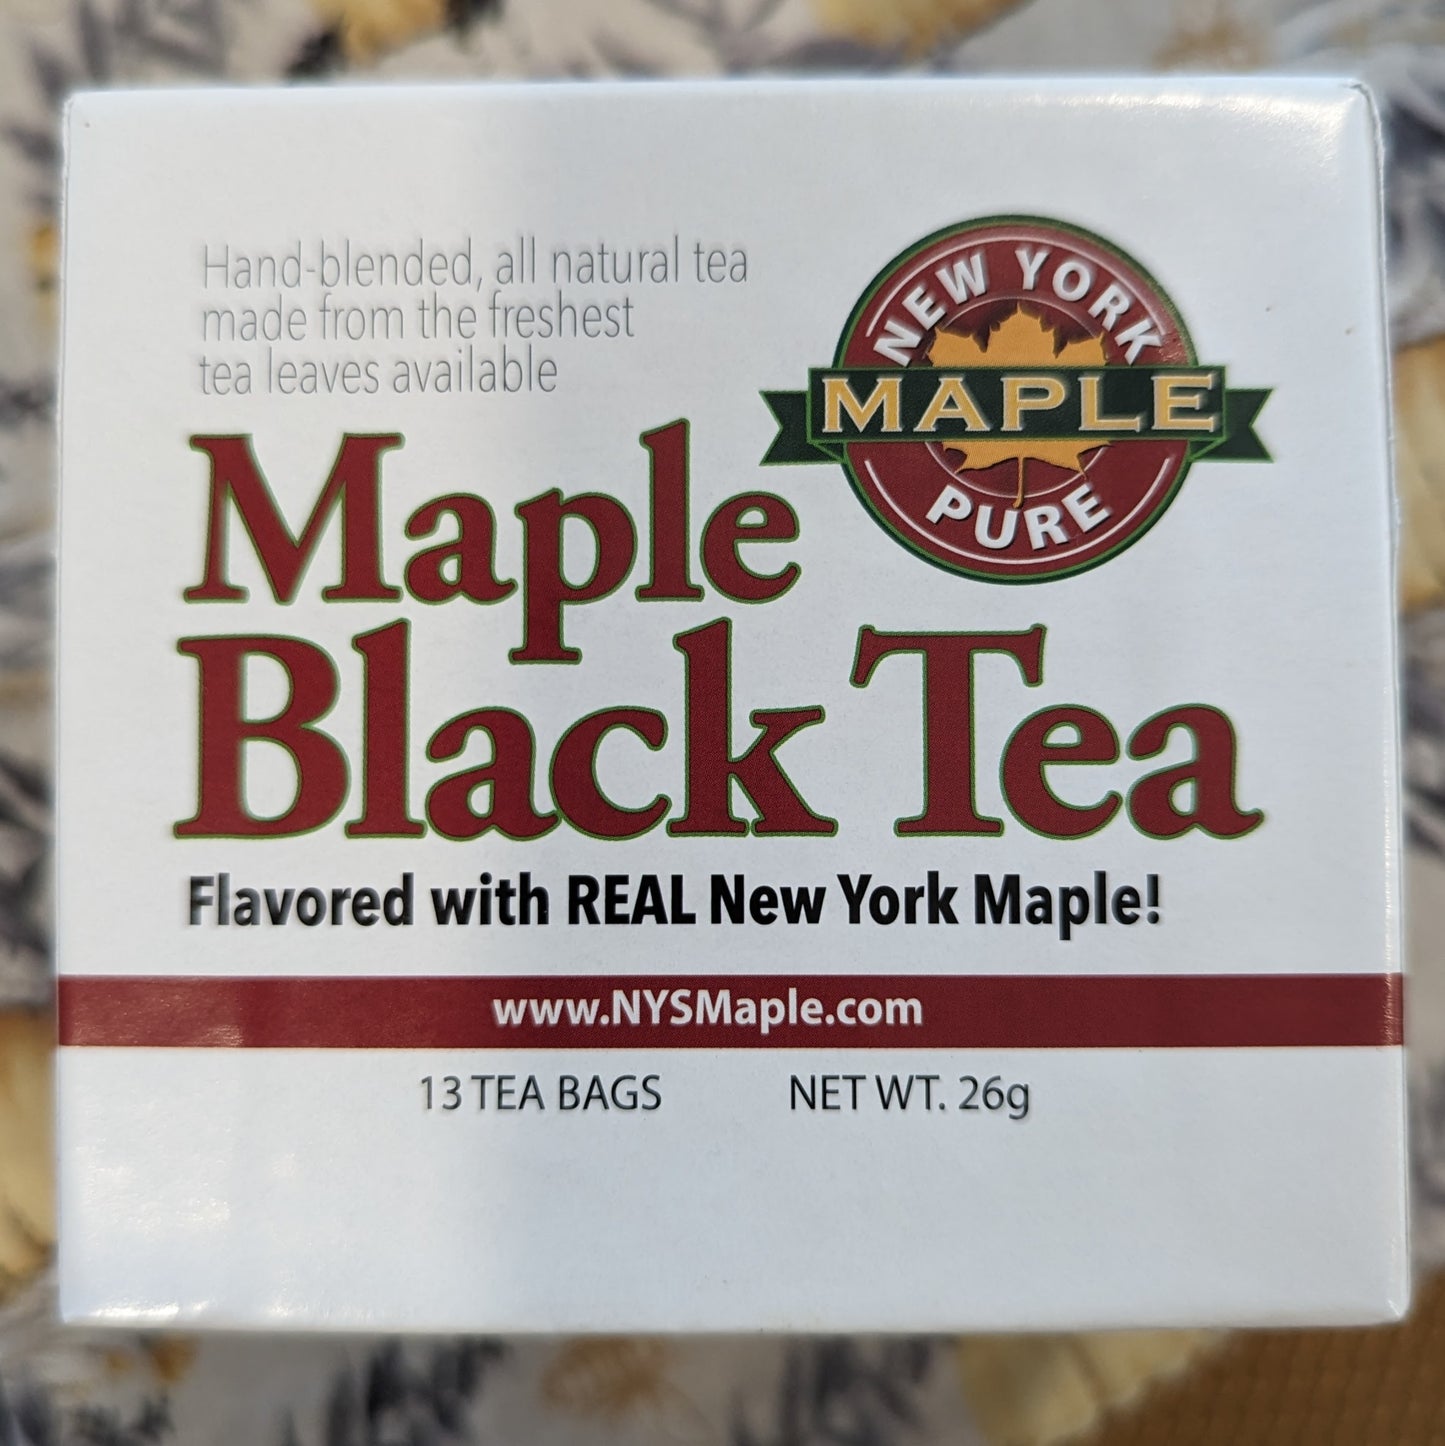 Hand-blended, all natural tea
made from the freshest
tea leaves available
NEW YORK
MAPLE
PURE
Maple
Black Tea
Flavored with REAL New York Maple!
www.NYSMaple.com
13 TEA BAGS NET WT. 26g